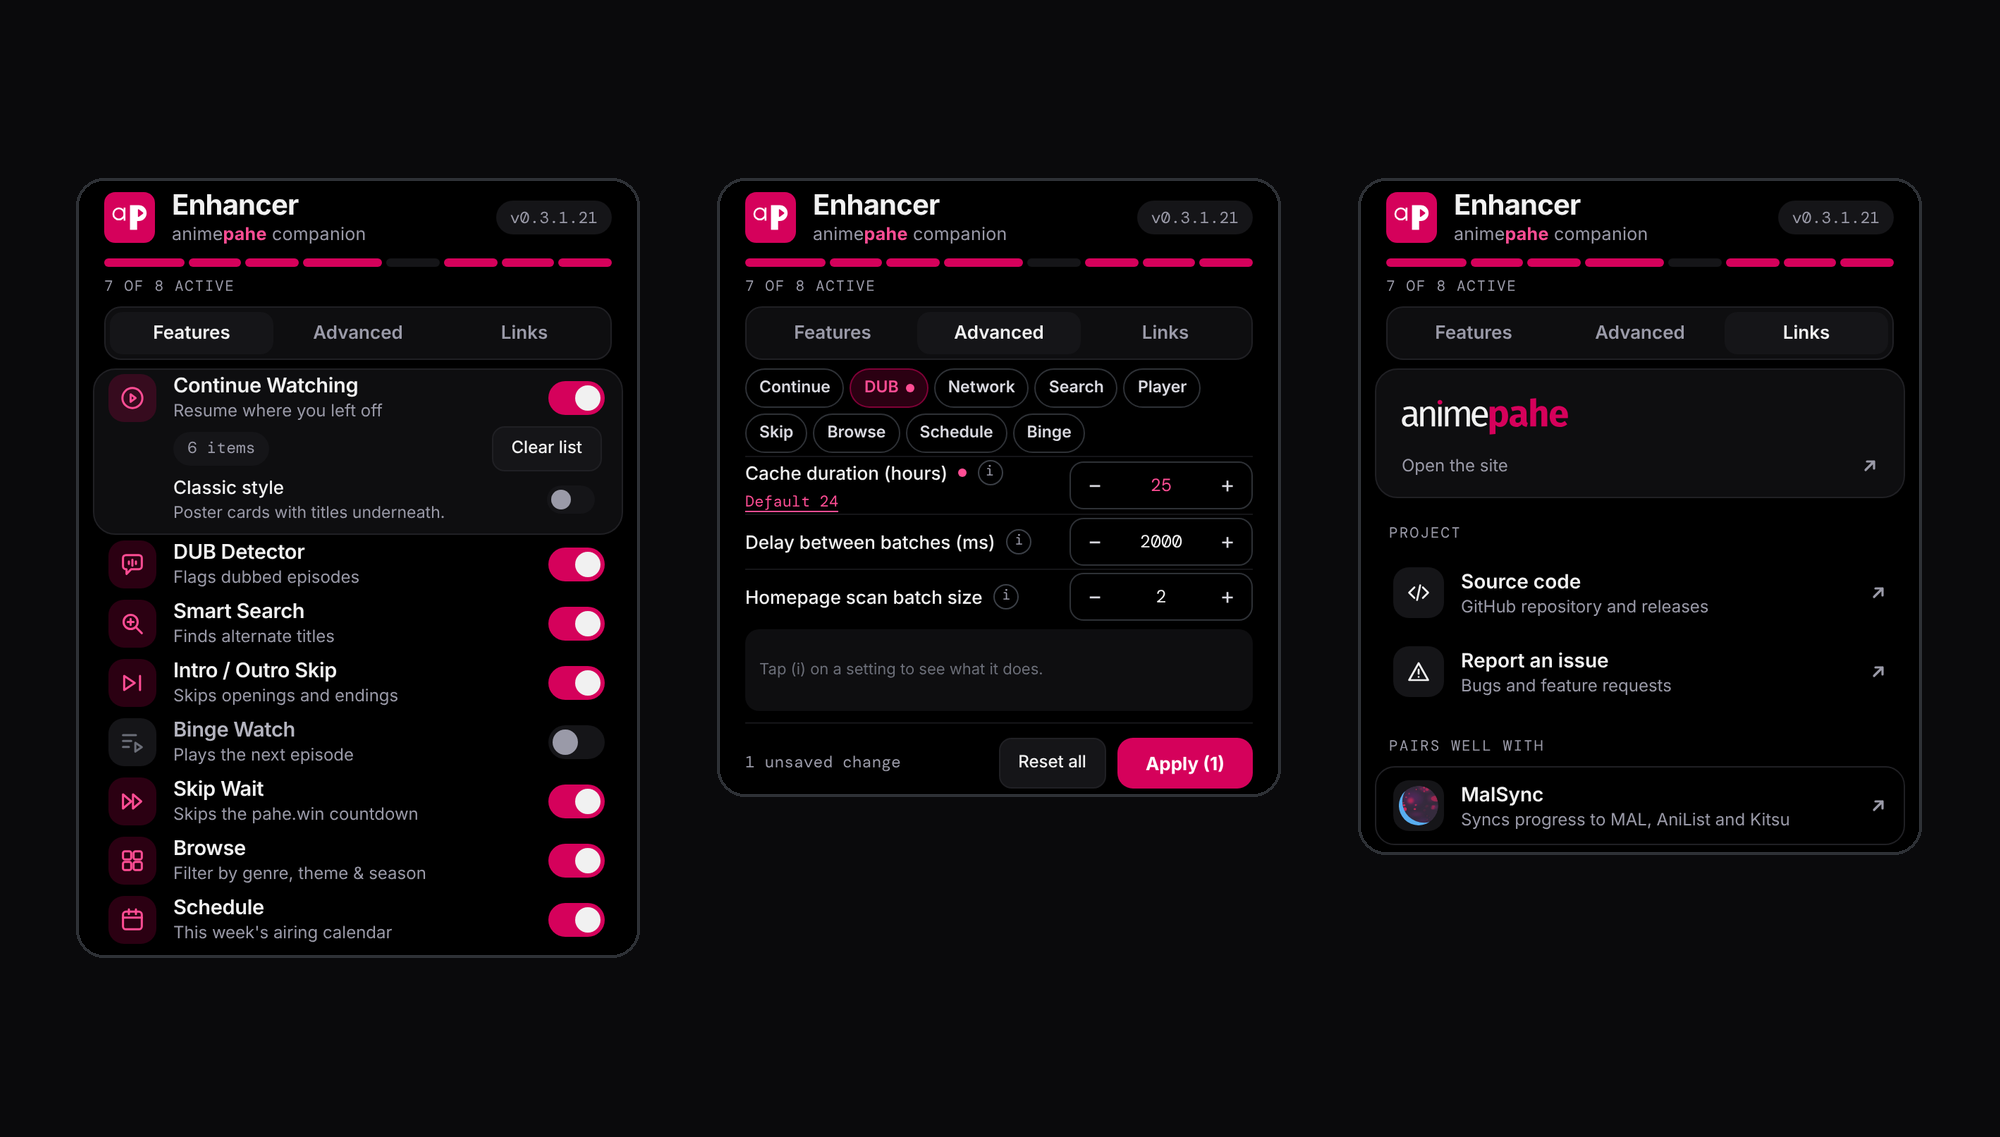 aP
Enhancer
animepahe companion
v0.3.1.21
7 OF 8 ACTIVE
Features
Advanced
Links
Continue Watching
Resume where you left off
6 items
Clear list
Classic style
Poster cards with titles underneath.
DUB Detector
Flags dubbed episodes
Smart Search
Finds alternate titles
Intro / Outro Skip
Skips openings and endings
Binge Watch
Plays the next episode
Skip Wait
Skips the pahe.win countdown
Browse
Filter by genre, theme & season
Schedule
This week's airing calendar
aP
Enhancer
animepahe companion
v0.3.1.21
7 OF 8 ACTIVE
Features
Advanced
Links
Continue
DUB
Network
Search
Player
Skip
Browse
Schedule
Binge
Cache duration (hours)
i
Default 24
− 25 +
Delay between batches (ms)
i
− 2000 +
Homepage scan batch size
i
− 2 +
Tap (i) on a setting to see what it does.
1 unsaved change
Reset all
Apply (1)
aP
Enhancer
animepahe companion
v0.3.1.21
7 OF 8 ACTIVE
Features
Advanced
Links
animepahe
Open the site
PROJECT
Source code
GitHub repository and releases
Report an issue
Bugs and feature requests
PAIRS WELL WITH
MalSync
Syncs progress to MAL, AniList and Kitsu